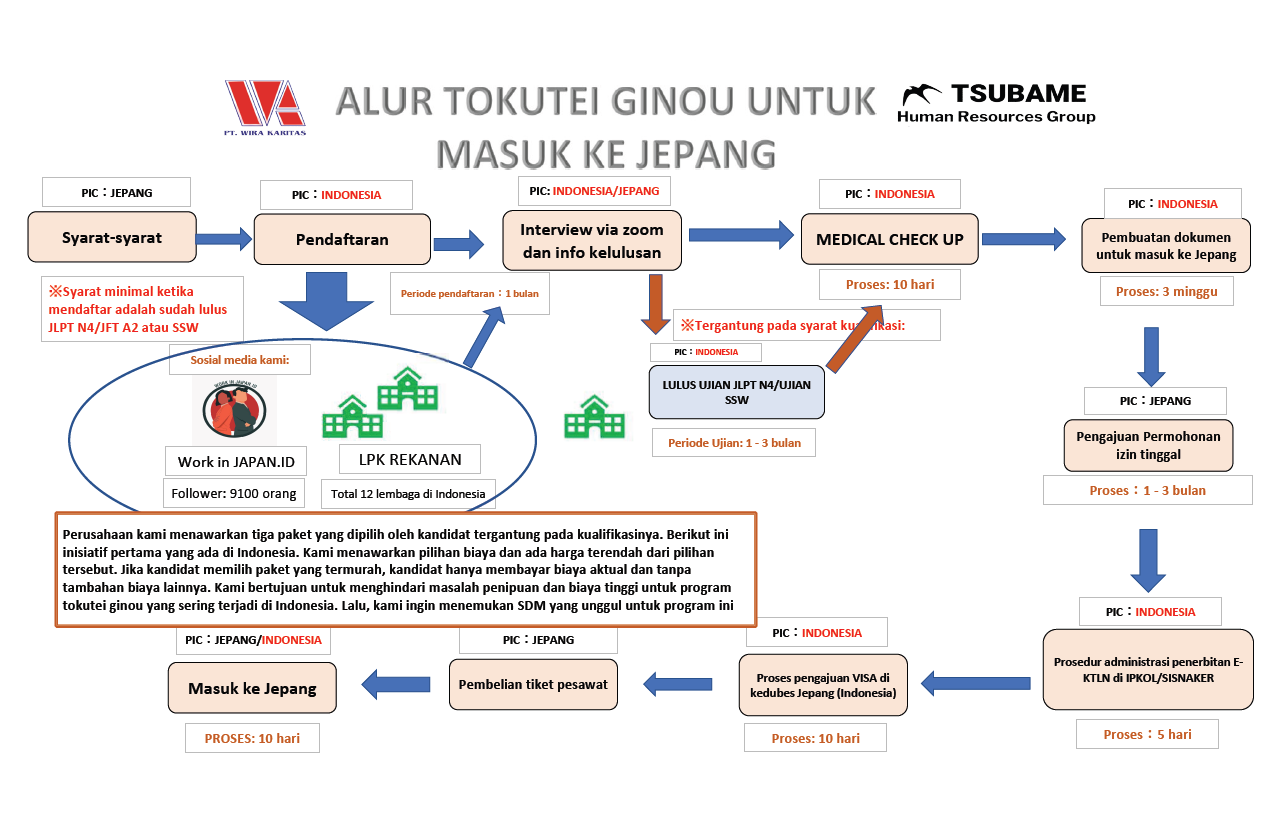 PT. WIRA KARITAS
ALUR TOKUTEI GINOU UNTUK
MASUK KE JEPANG
TSUBAME
Human Resources Group
PIC：JEPANG
Syarat-syarat
※Syarat minimal ketika
mendaftar adalah sudah lulus
JLPT N4/JFT A2 atau SSW
PIC：INDONESIA
Pendaftaran
Periode pendaftaran：1 bulan
PIC: INDONESIA/JEPANG
Interview via zoom
dan info kelulusan
PIC：INDONESIA
MEDICAL CHECK UP
Proses: 10 hari
PIC：INDONESIA
Pembuatan dokumen
untuk masuk ke Jepang
Proses: 3 minggu
※Tergantung pada syarat kualifikasi:
PIC：INDONESIA
LULUS UJIAN JLPT N4/UJIAN
SSW
Periode Ujian: 1 - 3 bulan
Sosial media kami:
WORK IN JAPAN ID
Work in JAPAN.ID
Follower: 9100 orang
LPK REKANAN
Total 12 lembaga di Indonesia
PIC：JEPANG
Pengajuan Permohonan
izin tinggal
Proses：1 - 3 bulan
Perusahaan kami menawarkan tiga paket yang dipilih oleh kandidat tergantung pada kualifikasinya. Berikut ini
inisiatif pertama yang ada di Indonesia. Kami menawarkan pilihan biaya dan ada harga terendah dari pilihan
tersebut. Jika kandidat memilih paket yang termurah, kandidat hanya membayar biaya aktual dan tanpa
tambahan biaya lainnya. Kami bertujuan untuk menghindari masalah penipuan dan biaya tinggi untuk program
tokutei ginou yang sering terjadi di Indonesia. Lalu, kami ingin menemukan SDM yang unggul untuk program ini
PIC：INDONESIA
Prosedur administrasi penerbitan E-
KTLN di IPKOL/SISNAKER
Proses：5 hari
PIC：INDONESIA
Proses pengajuan VISA di
kedubes Jepang (Indonesia)
Proses: 10 hari
PIC：JEPANG
Pembelian tiket pesawat
PIC：JEPANG/INDONESIA
Masuk ke Jepang
PROSES: 10 hari